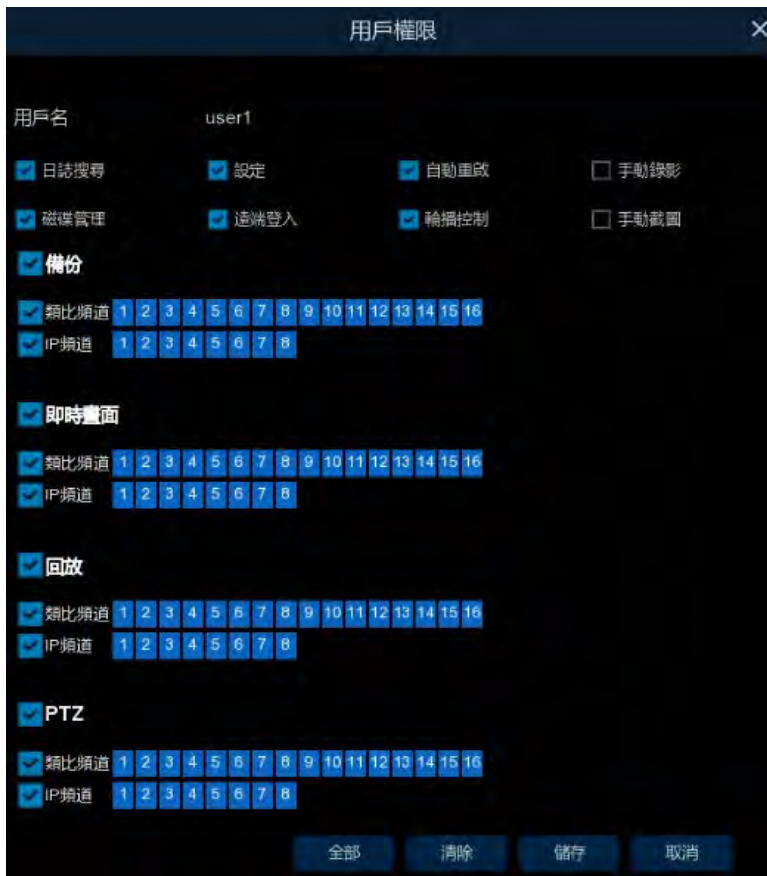 用戶權限
用戶名 user1
日誌搜尋 設定 自動重啟 手動錄影
磁碟管理 遠端登入 輪播控制 手動截圖
備份
類比頻道 1 2 3 4 5 6 7 8 9 10 11 12 13 14 15 16
IP頻道 1 2 3 4 5 6 7 8
即時畫面
類比頻道 1 2 3 4 5 6 7 8 9 10 11 12 13 14 15 16
IP頻道 1 2 3 4 5 6 7 8
回放
類比頻道 1 2 3 4 5 6 7 8 9 10 11 12 13 14 15 16
IP頻道 1 2 3 4 5 6 7 8
PTZ
類比頻道 1 2 3 4 5 6 7 8 9 10 11 12 13 14 15 16
IP頻道 1 2 3 4 5 6 7 8
全部 清除 儲存 取消